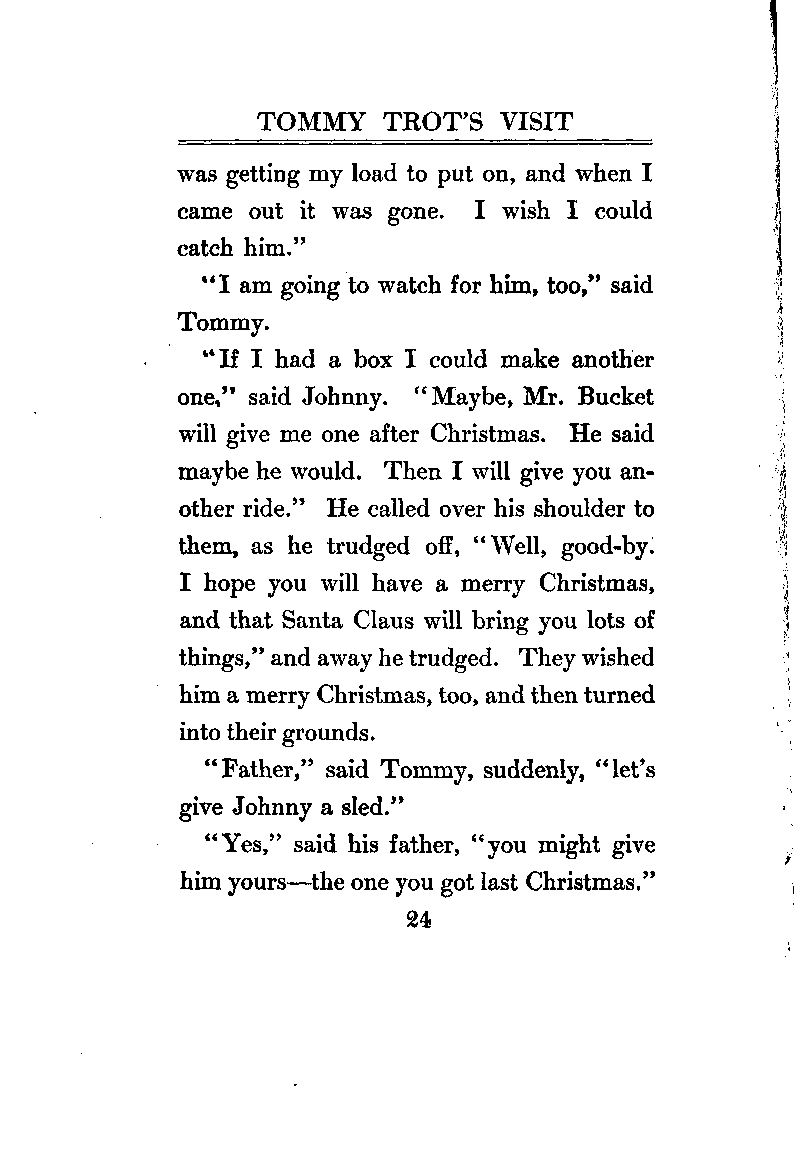 TOMMY TROT'S VISIT
was getting my load to put on, and when I
came out it was gone. I wish I could
catch him."
"I am going to watch for him, too," said
Tommy.
"If I had a box I could make another
one," said Johnny. "Maybe, Mr. Bucket
will give me one after Christmas. He said
maybe he would. Then I will give you an-
other ride." He called over his shoulder to
them, as he trudged off, "Well, good-by.
I hope you will have a merry Christmas,
and that Santa Claus will bring you lots of
things," and away he trudged. They wished
him a merry Christmas, too, and then turned
into their grounds.
"Father," said Tommy, suddenly, "let's
give Johnny a sled."
"Yes," said his father, "you might give
him yours—the one you got last Christmas."
24